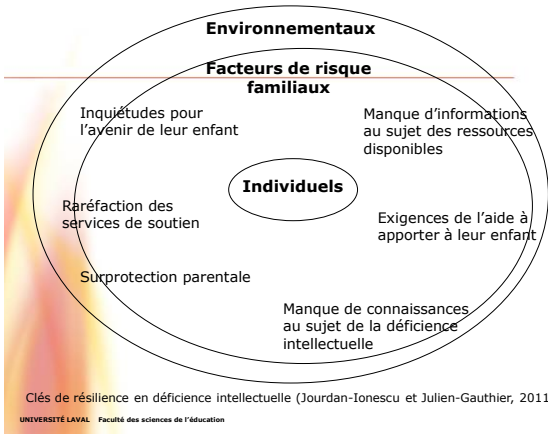 Environnementaux
Facteurs de risque
familiaux
Inquiétudes pour
l'avenir de leur enfant
Manque d'informations
au sujet des ressources
disponibles
Individuels
Raréfaction des
services de soutien
Exigences de l'aide à
apporter à leur enfant
Surprotection parentale
Manque de connaissances
au sujet de la déficience
intellectuelle
Clés de résilience en déficience intellectuelle (Jourdan-Ionescu et Julien-Gauthier, 2011
UNIVERSITÉ LAVAL Faculté des sciences de l'éducation